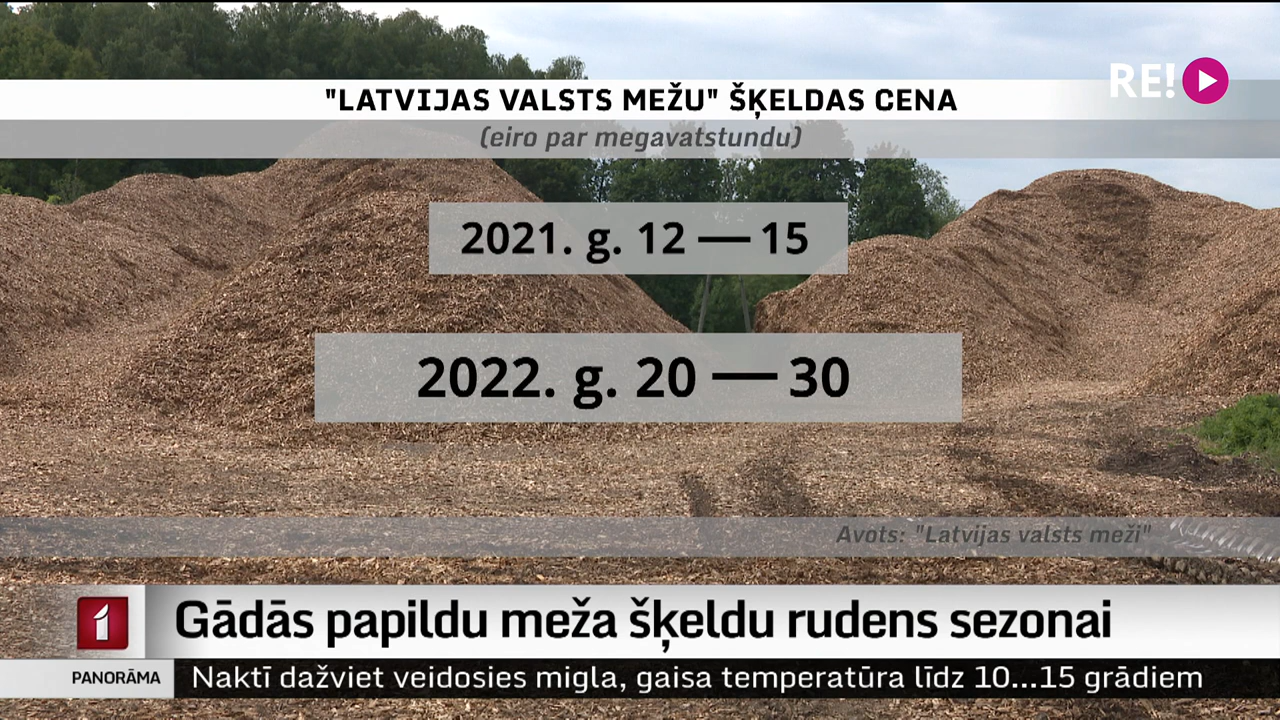 "LATVIJAS VALSTS MEŽU" ŠĶELDAS CENA
RE!
(eiro par megavatstundu)
2021. g. 12 — 15
2022. g. 20 — 30
Avots: "Latvijas valsts meži"
1
Gādās papildu meža šķeldu rudens sezonai
PANORĀMA
Naktī dažviet veidosies migla, gaisa temperatūra līdz 10...15 grādiem